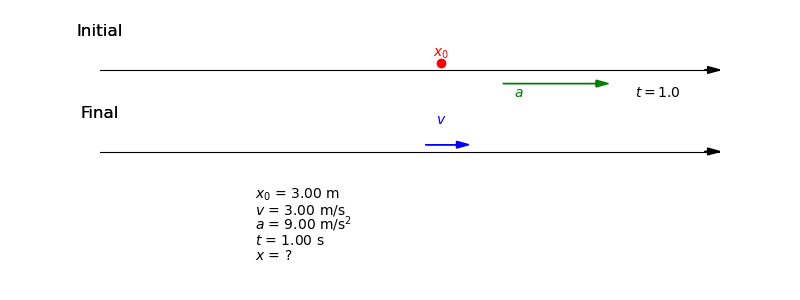 Initial
x₀
a
t = 1.0
Final
v
x₀ = 3.00 m
v = 3.00 m/s
a = 9.00 m/s²
t = 1.00 s
x = ?